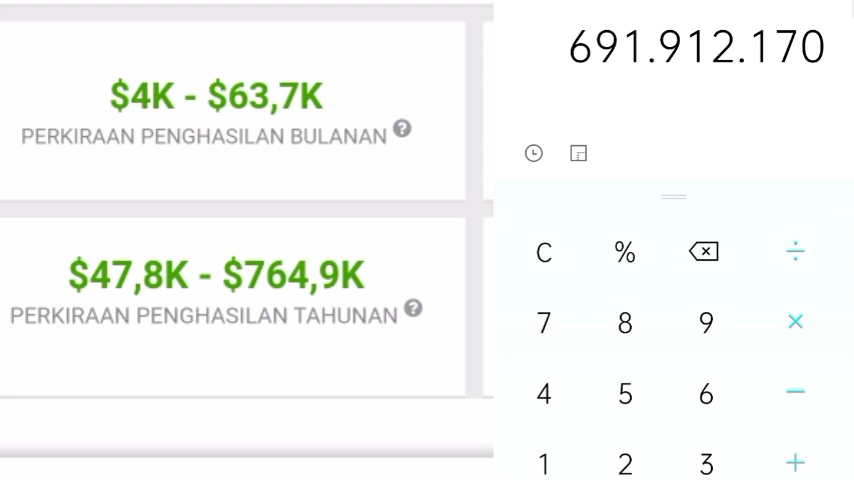 $4K - $63,7K
PERKIRAAN PENGHASILAN BULANAN ?
$47,8K - $764,9K
PERKIRAAN PENGHASILAN TAHUNAN ?
691.912.170
C % ÷
7 8 9 ×
4 5 6 −
1 2 3 +